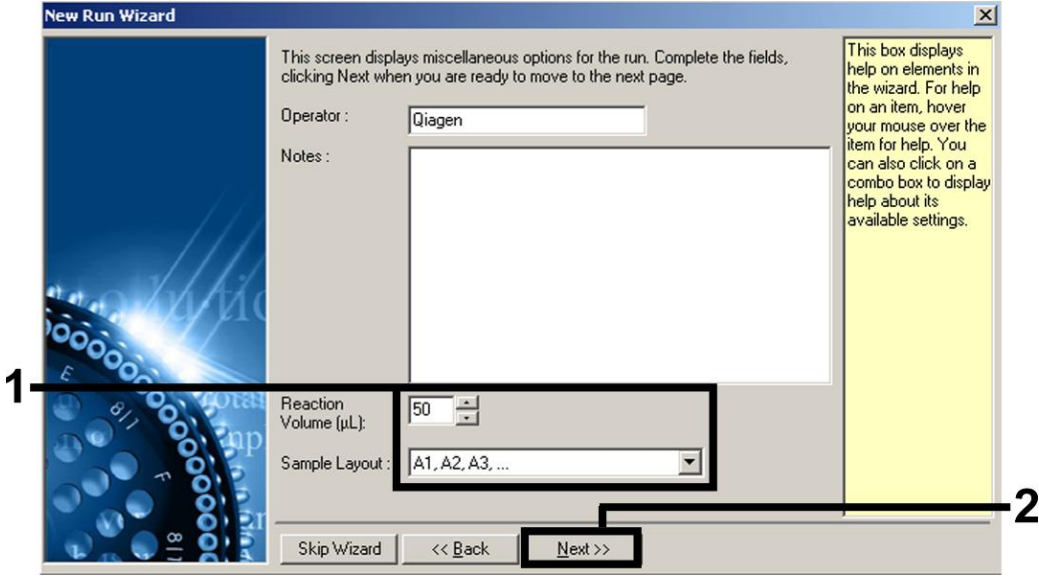 New Run Wizard
This screen displays miscellaneous options for the run. Complete the fields,
clicking Next when you are ready to move to the next page.
Operator :
Qiagen
Notes :
1
Reaction
Volume (µL):
50
Sample Layout :
A1, A2, A3, ...
2
Skip Wizard
<< Back
Next >>
This box displays
help on elements in
the wizard. For help
on an item, hover
your mouse over the
item for help. You
can also click on a
combo box to display
help about its
available settings.
E
8/1
F
8/1